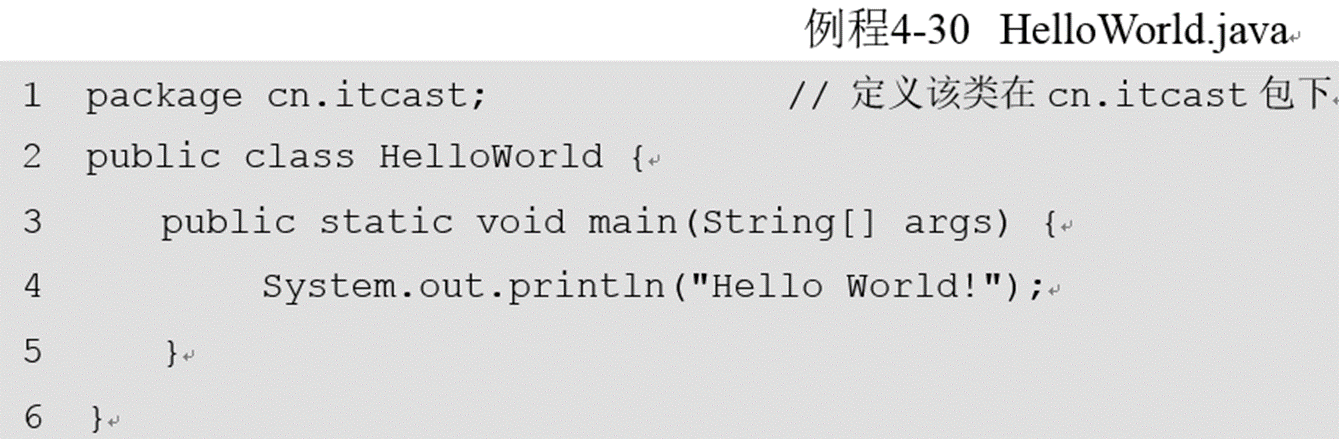 例程4-30 HelloWorld.java
1 package cn.itcast; // 定义该类在 cn.itcast 包下
2 public class HelloWorld {
3 public static void main(String[] args) {
4 System.out.println("Hello World!");
5 }
6 }